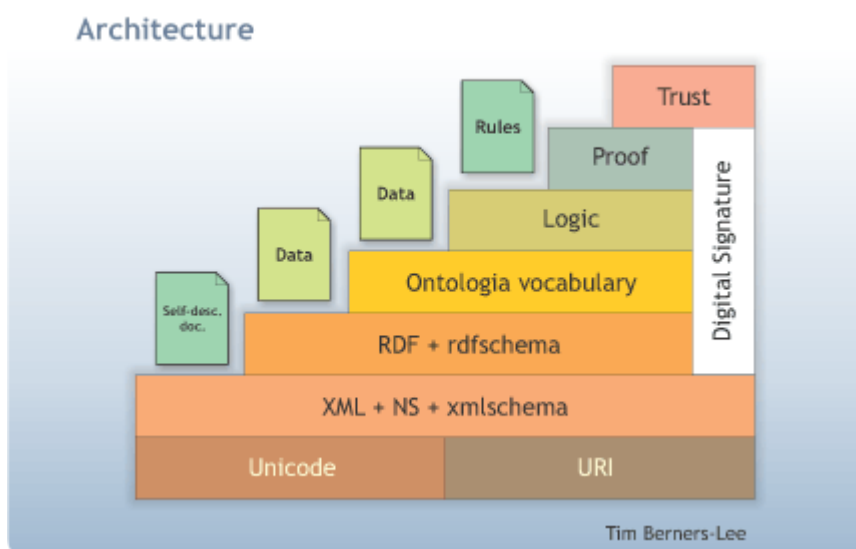 Architecture
Trust
Rules
Proof
Data
Logic
Digital Signature
Data
Ontologia vocabulary
Self-desc.
doc.
RDF + rdfschema
XML + NS + xmlschema
Unicode
URI
Tim Berners-Lee